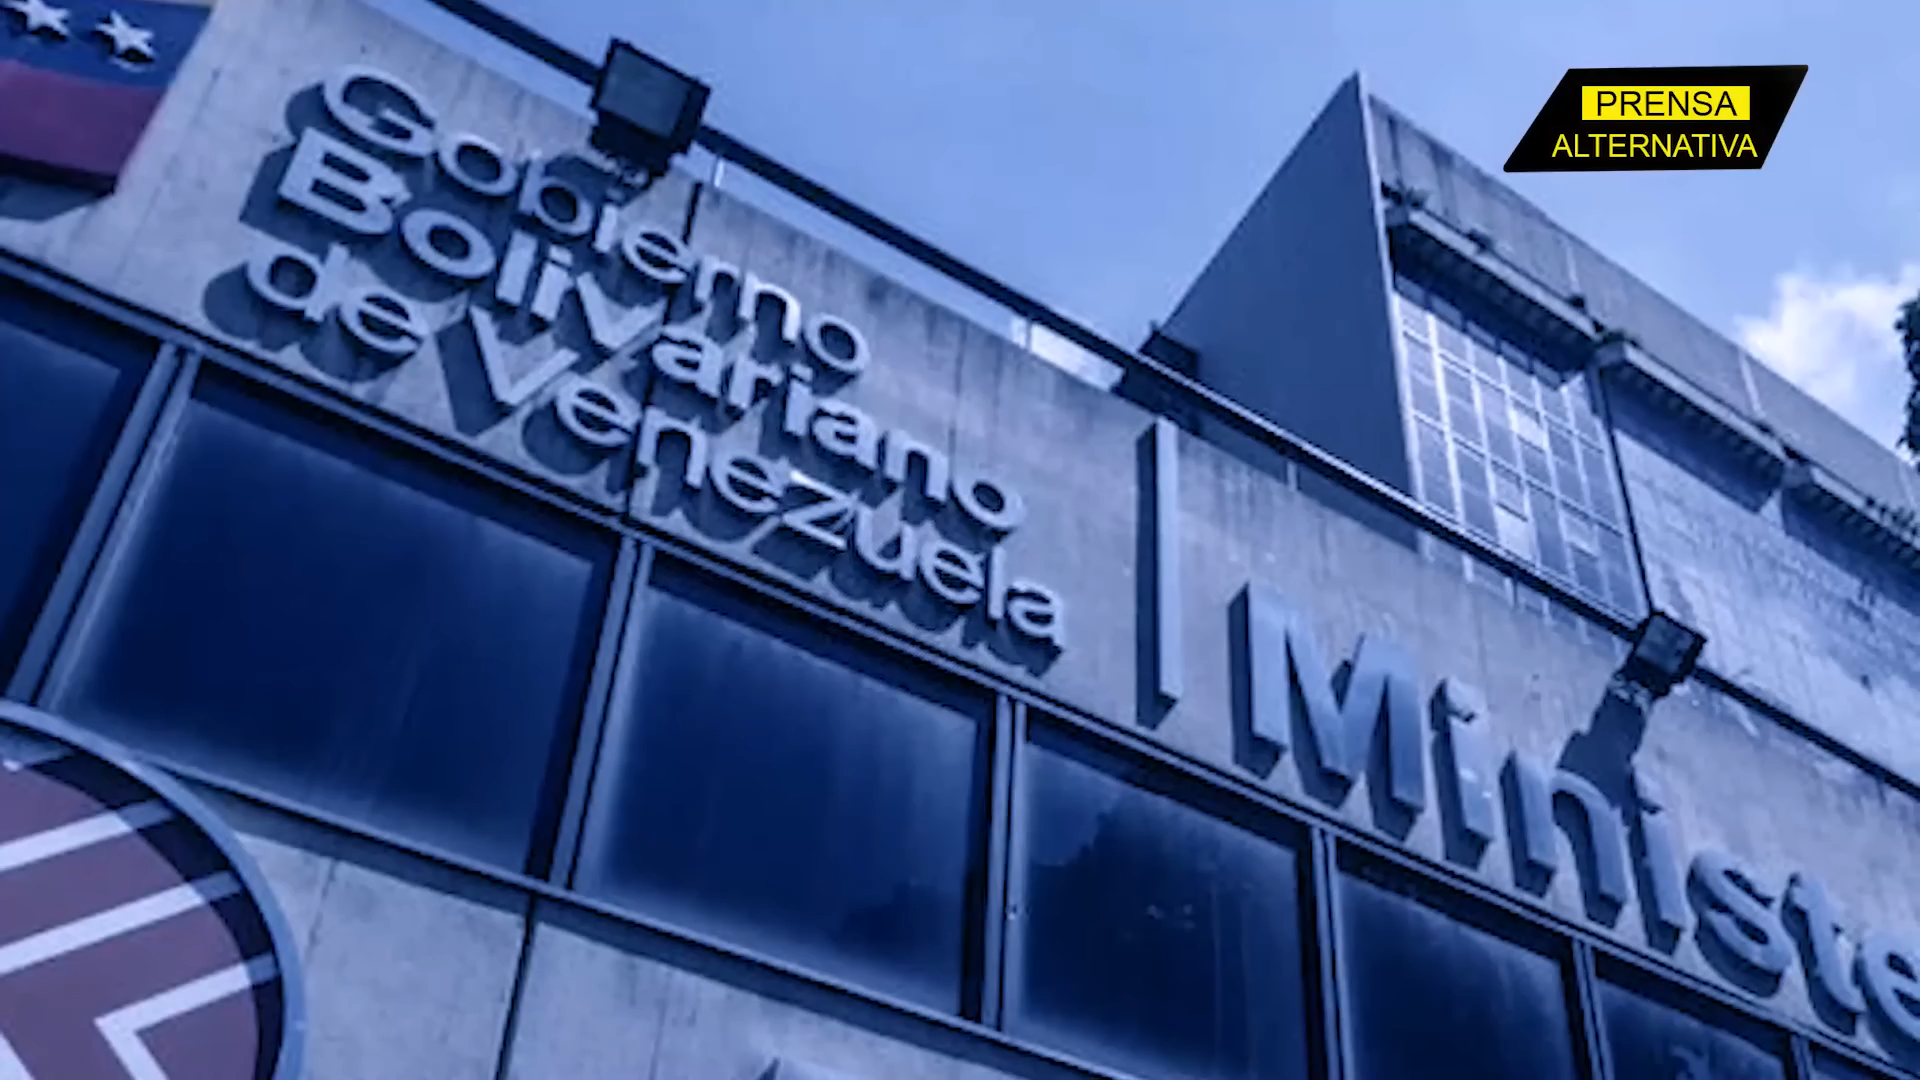 PRENSA
ALTERNATIVA
Gobierno
Bolivariano
de Venezuela
Ministe